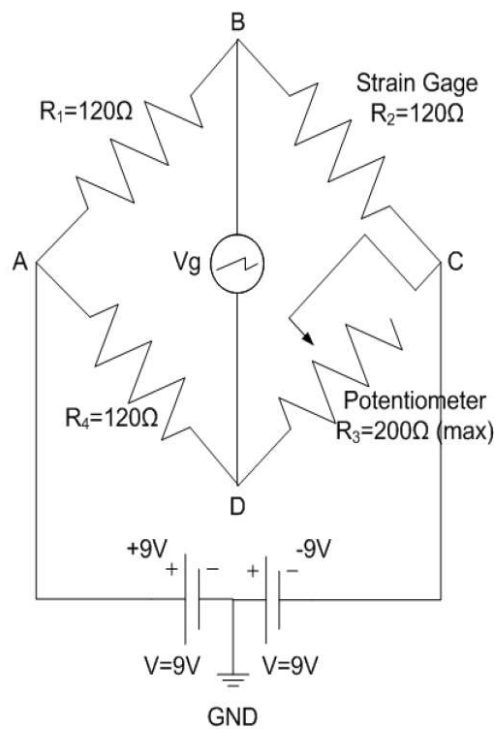 B
R₁=120Ω
Strain Gage
R₂=120Ω
A
Vg
C
R₄=120Ω
Potentiometer
R₃=200Ω (max)
D
+9V
-9V
+ − + −
V=9V
V=9V
GND